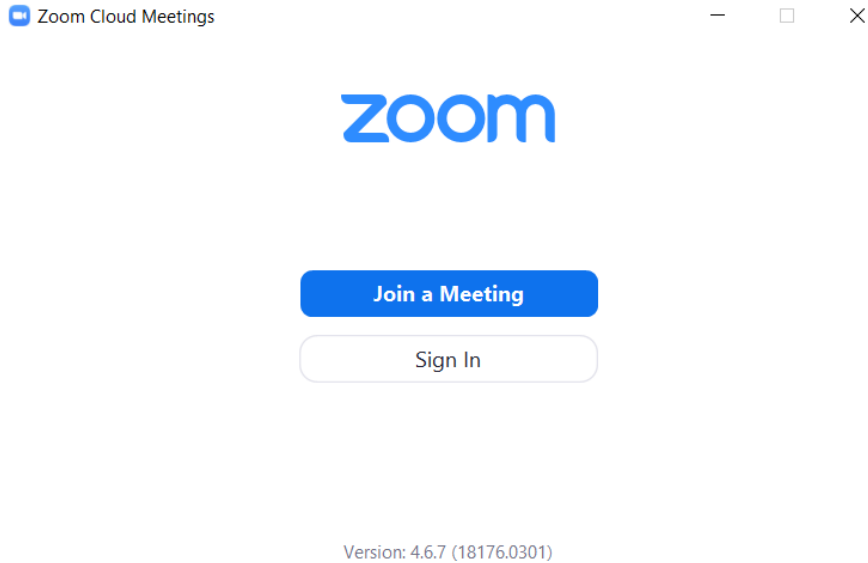 Zoom Cloud Meetings
zoom
Join a Meeting
Sign In
Version: 4.6.7 (18176.0301)